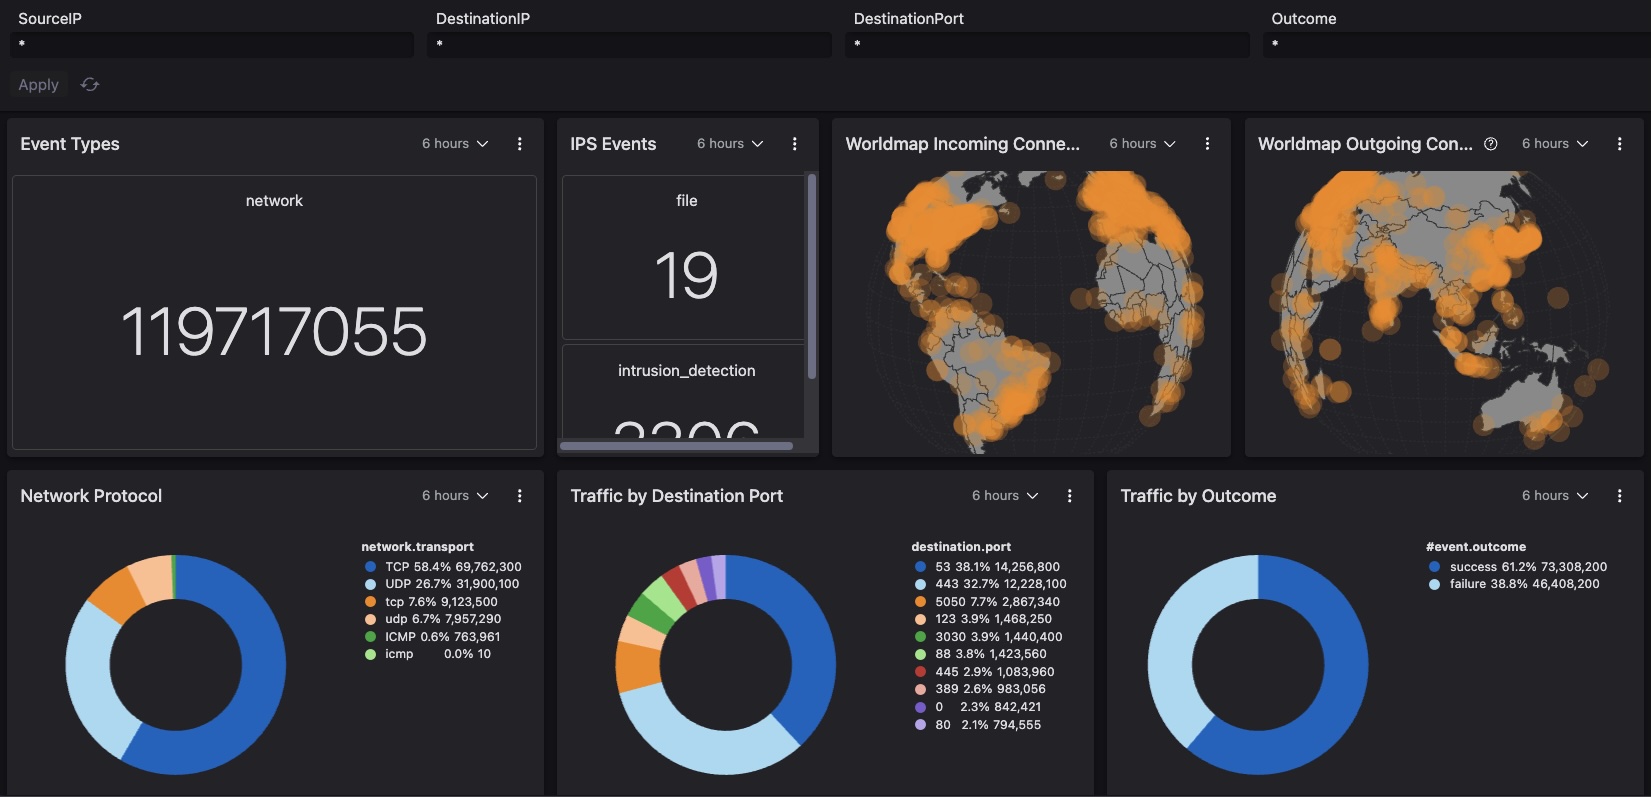 SourceIP
*
DestinationIP
*
DestinationPort
*
Outcome
*
Apply
Event Types
6 hours
network
119717055
IPS Events
6 hours
file
19
intrusion_detection
Worldmap Incoming Conne...
6 hours
Worldmap Outgoing Con...
6 hours
Network Protocol
6 hours
network.transport
TCP 58.4% 69,762,300
UDP 26.7% 31,900,100
tcp 7.6% 9,123,500
udp 6.7% 7,957,290
ICMP 0.6% 763,961
icmp 0.0% 10
Traffic by Destination Port
6 hours
destination.port
53 38.1% 14,256,800
443 32.7% 12,228,100
5050 7.7% 2,867,340
123 3.9% 1,468,250
3030 3.9% 1,440,400
88 3.8% 1,423,560
445 2.9% 1,083,960
389 2.6% 983,056
0 2.3% 842,421
80 2.1% 794,555
Traffic by Outcome
6 hours
#event.outcome
success 61.2% 73,308,200
failure 38.8% 46,408,200